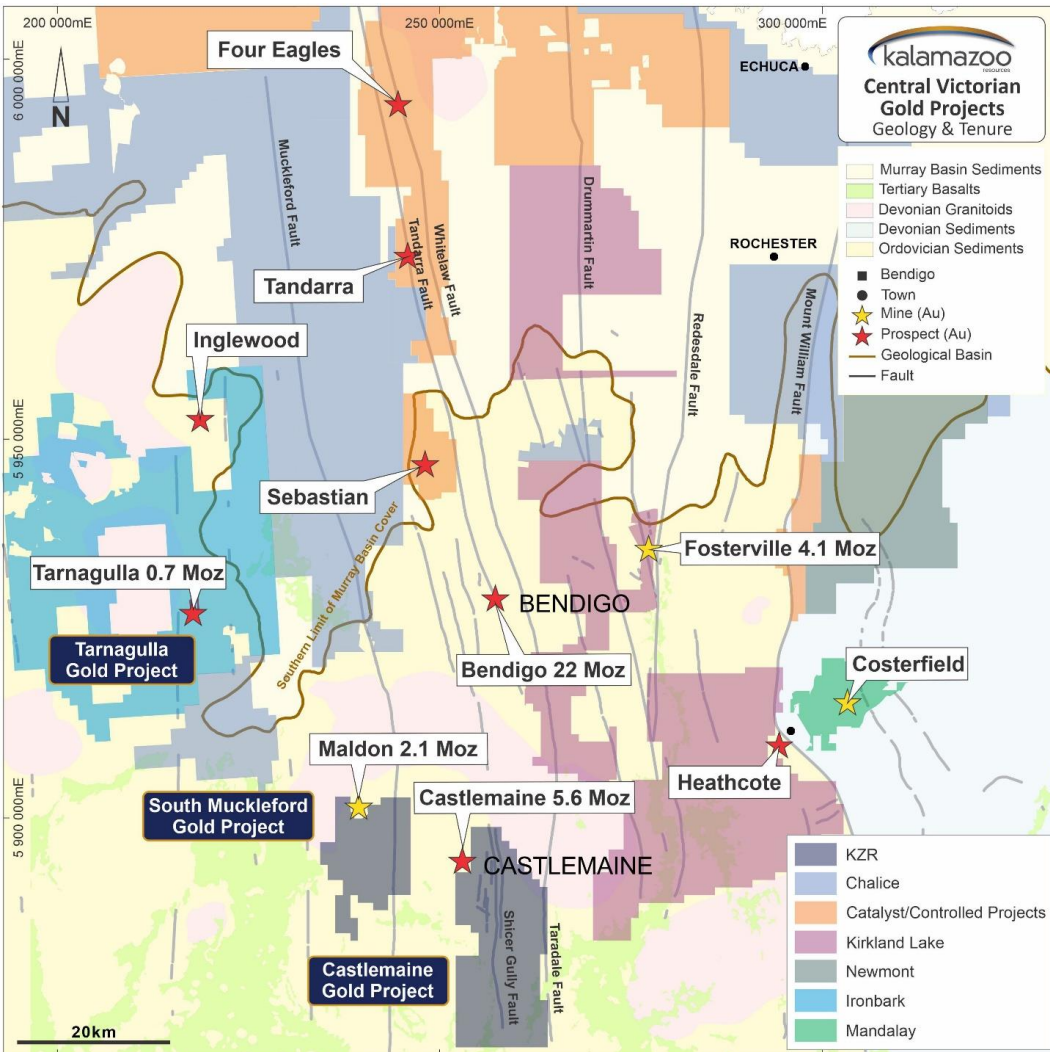 200 000mE
250 000mE
300 000mE
6 000 000mE
5 950 000mE
5 900 000mE
N
kalamazoo
resources
Central Victorian
Gold Projects
Geology & Tenure
Murray Basin Sediments
Tertiary Basalts
Devonian Granitoids
Devonian Sediments
Ordovician Sediments
Bendigo
Town
Mine (Au)
Prospect (Au)
Geological Basin
Fault
Four Eagles
ECHUCA
Muckleford Fault
Tandarra Fault
Whitelaw Fault
Drummartin Fault
ROCHESTER
Tandarra
Redesdale Fault
Mount William Fault
Inglewood
Sebastian
Southern Limit of Murray Basin Cover
Fosterville 4.1 Moz
Tarnagulla 0.7 Moz
BENDIGO
Tarnagulla
Gold Project
Bendigo 22 Moz
Costerfield
Maldon 2.1 Moz
Heathcote
South Muckleford
Gold Project
Castlemaine 5.6 Moz
CASTLEMAINE
Shicer Gully Fault
Taradale Fault
Castlemaine
Gold Project
20km
KZR
Chalice
Catalyst/Controlled Projects
Kirkland Lake
Newmont
Ironbark
Mandalay